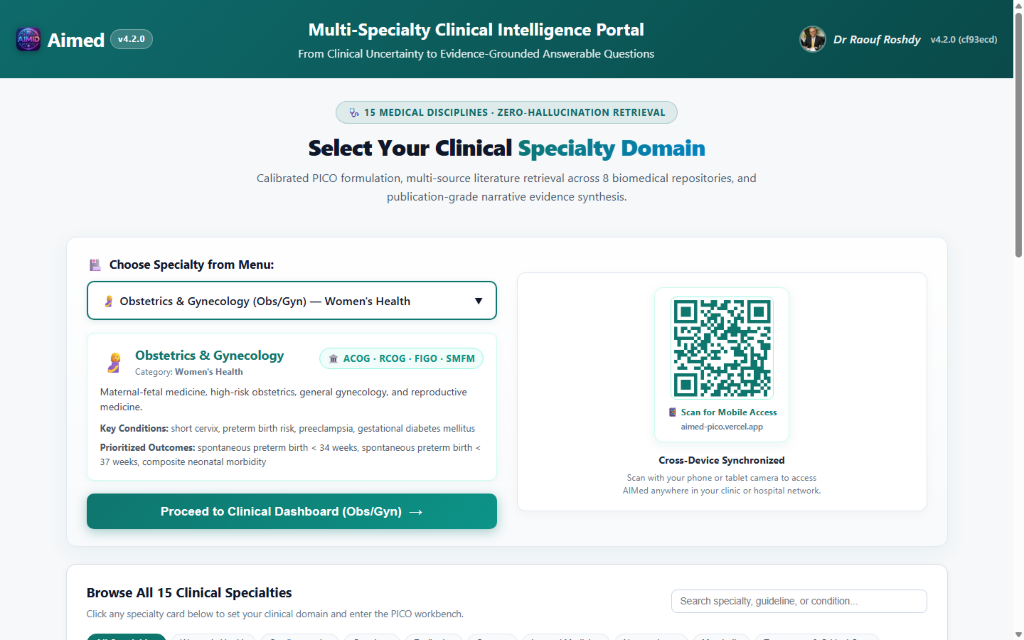 Aimed v4.2.0
Multi-Specialty Clinical Intelligence Portal
From Clinical Uncertainty to Evidence-Grounded Answerable Questions
Dr Raouf Roshdy v4.2.0 (cf93ecd)
15 MEDICAL DISCIPLINES · ZERO-HALLUCINATION RETRIEVAL
Select Your Clinical Specialty Domain
Calibrated PICO formulation, multi-source literature retrieval across 8 biomedical repositories, and
publication-grade narrative evidence synthesis.
Choose Specialty from Menu:
Obstetrics & Gynecology (Obs/Gyn) — Women's Health
Obstetrics & Gynecology
ACOG · RCOG · FIGO · SMFM
Category: Women's Health
Maternal-fetal medicine, high-risk obstetrics, general gynecology, and reproductive
medicine.
Key Conditions: short cervix, preterm birth risk, preeclampsia, gestational diabetes mellitus
Prioritized Outcomes: spontaneous preterm birth < 34 weeks, spontaneous preterm birth <
37 weeks, composite neonatal morbidity
Proceed to Clinical Dashboard (Obs/Gyn) →
Scan for Mobile Access
aimed-pico.vercel.app
Cross-Device Synchronized
Scan with your phone or tablet camera to access
AIMed anywhere in your clinic or hospital network.
Browse All 15 Clinical Specialties
Click any specialty card below to set your clinical domain and enter the PICO workbench.
Search specialty, guideline, or condition...